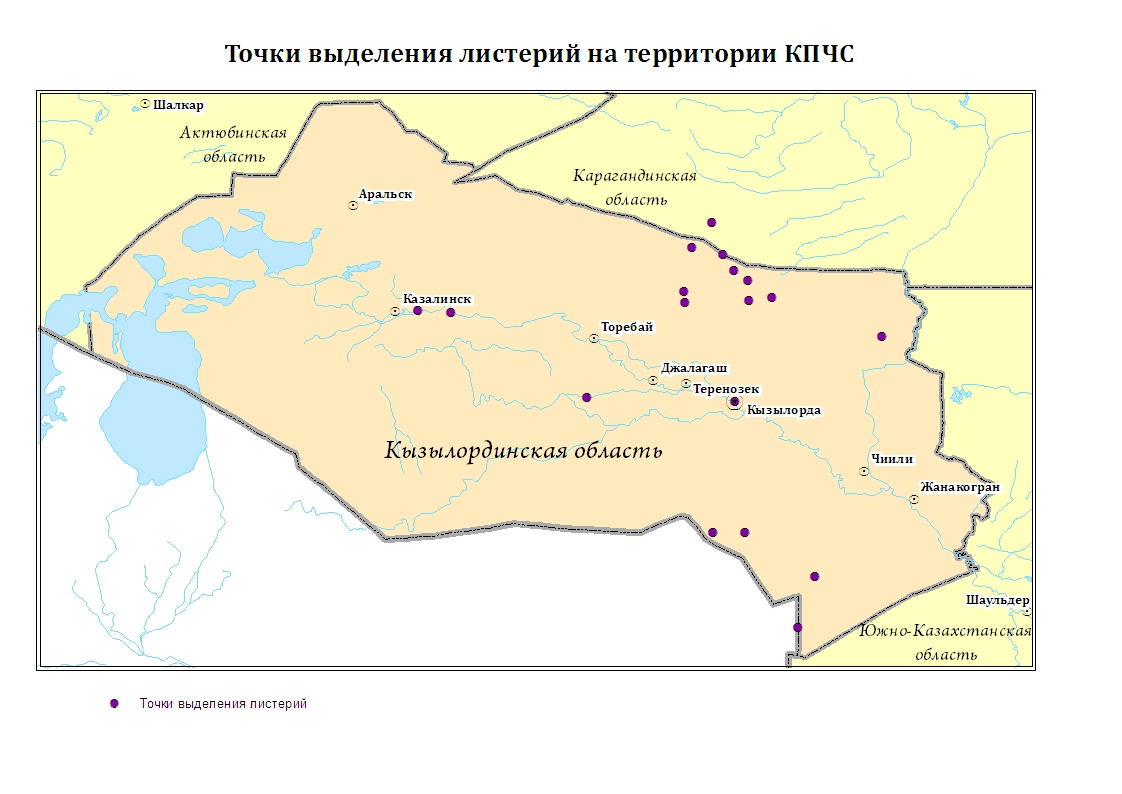 Точки выделения листерий на территории КПЧС
Шалкар
Актюбинская
область
Карагандинская
область
Аральск
Казалинск
Торебай
Джалагаш
Теренозек
Кызылорда
Кызылординская область
Чиили
Жанакогран
Шаульдер
Южно-Казахстанская
область
Точки выделения листерий